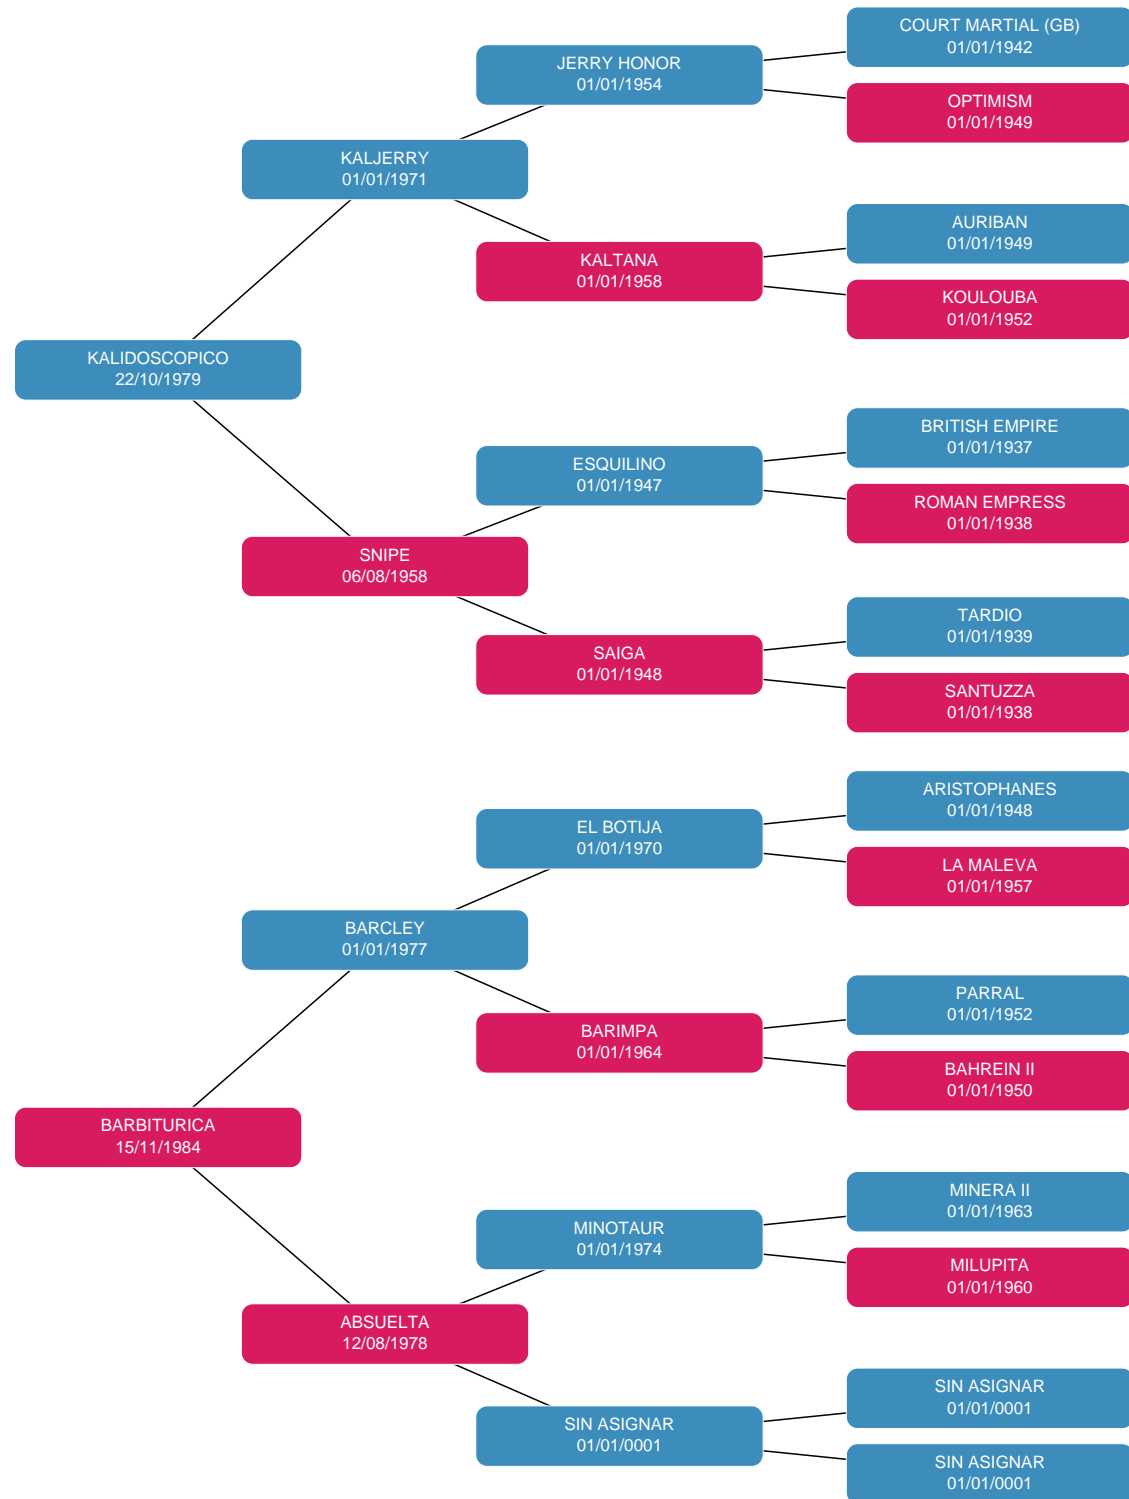 COURT MARTIAL (GB)
01/01/1942
JERRY HONOR
01/01/1954
OPTIMISM
01/01/1949
KALJERRY
01/01/1971
AURIBAN
01/01/1949
KALTANA
01/01/1958
KOULOUBA
01/01/1952
KALIDOSCOPICO
22/10/1979
BRITISH EMPIRE
01/01/1937
ESQUILINO
01/01/1947
ROMAN EMPRESS
01/01/1938
SNIPE
06/08/1958
TARDIO
01/01/1939
SAIGA
01/01/1948
SANTUZZA
01/01/1938
ARISTOPHANES
01/01/1948
EL BOTIJA
01/01/1970
LA MALEVA
01/01/1957
BARCLEY
01/01/1977
PARRAL
01/01/1952
BARIMPA
01/01/1964
BAHREIN II
01/01/1950
BARBITURICA
15/11/1984
MINERA II
01/01/1963
MINOTAUR
01/01/1974
MILUPITA
01/01/1960
ABSUELTA
12/08/1978
SIN ASIGNAR
01/01/0001
SIN ASIGNAR
01/01/0001
SIN ASIGNAR
01/01/0001